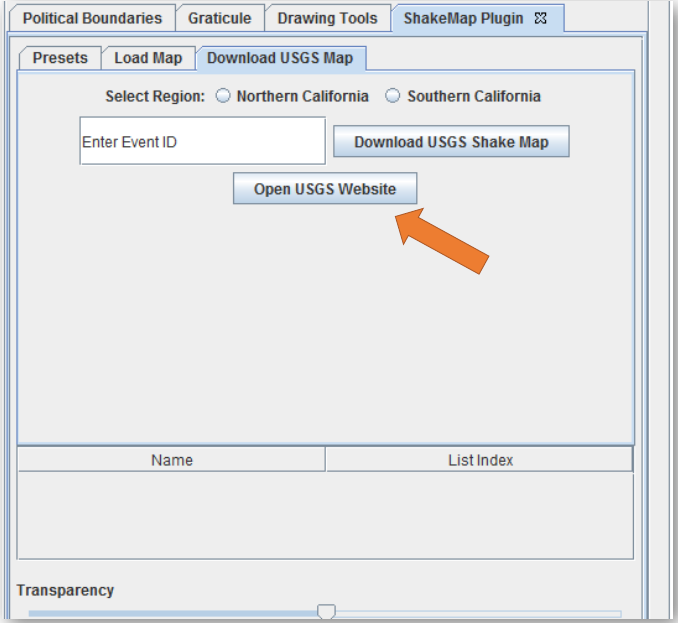 Political Boundaries Graticule Drawing Tools ShakeMap Plugin
Presets Load Map Download USGS Map
Select Region: Northern California Southern California
Enter Event ID Download USGS Shake Map
Open USGS Website
Name List Index
Transparency